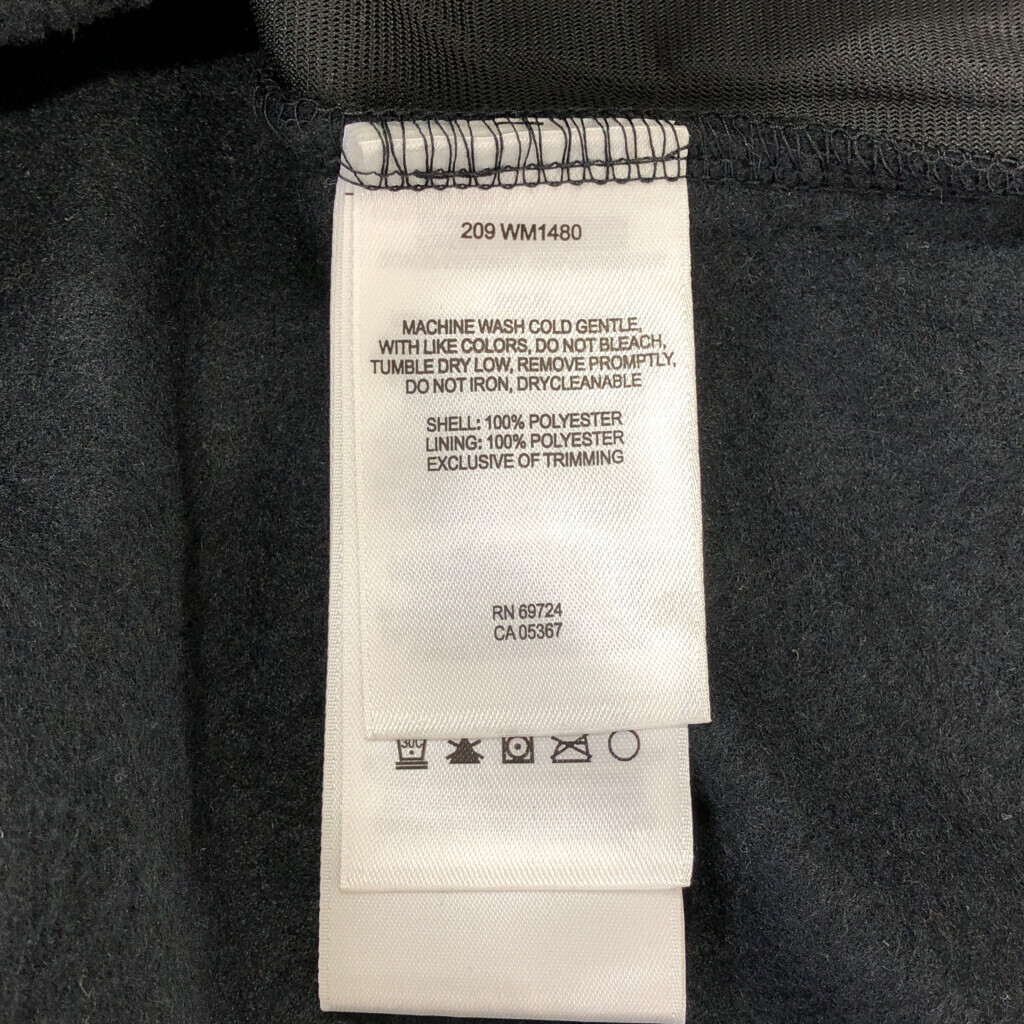 209 WM1480
MACHINE WASH COLD GENTLE,
WITH LIKE COLORS, DO NOT BLEACH,
TUMBLE DRY LOW, REMOVE PROMPTLY,
DO NOT IRON, DRYCLEANABLE
SHELL: 100% POLYESTER
LINING: 100% POLYESTER
EXCLUSIVE OF TRIMMING
RN 69724
CA 05367
30C